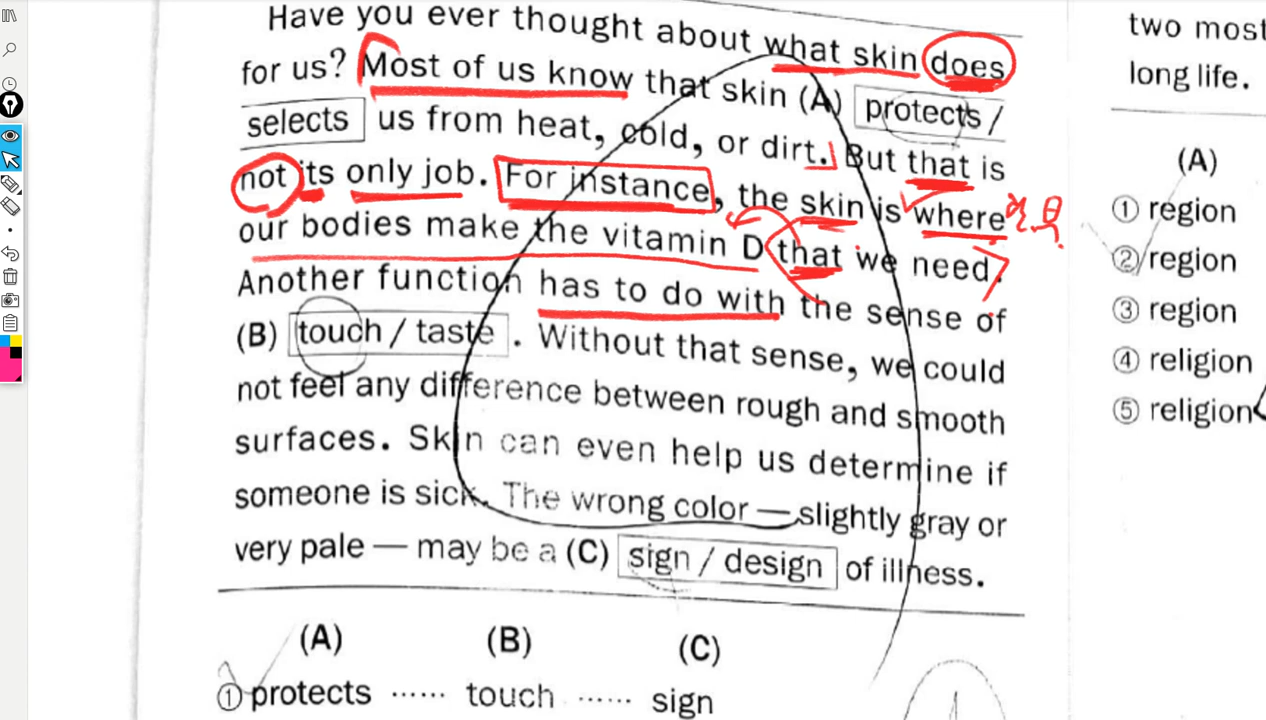 Have you ever thought about what skin does
for us? Most of us know that skin (A) protects /
selects us from heat, cold, or dirt. But that is
not its only job. For instance, the skin is where
our bodies make the vitamin D that we need.
Another function has to do with the sense of
(B) touch / taste . Without that sense, we could
not feel any difference between rough and smooth
surfaces. Skin can even help us determine if
someone is sick. The wrong color — slightly gray or
very pale — may be a (C) sign / design of illness.
(A) (B) (C)
① protects ...... touch ...... sign
two most
long life.
(A)
① region
② region
③ region
④ religion
⑤ religion